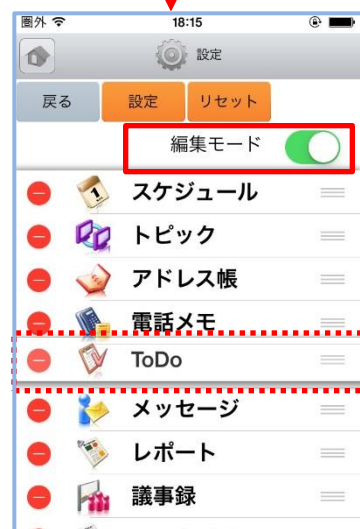 圏外 18:15
設定
戻る 設定 リセット
編集モード
スケジュール
トピック
アドレス帳
電話メモ
ToDo
メッセージ
レポート
議事録